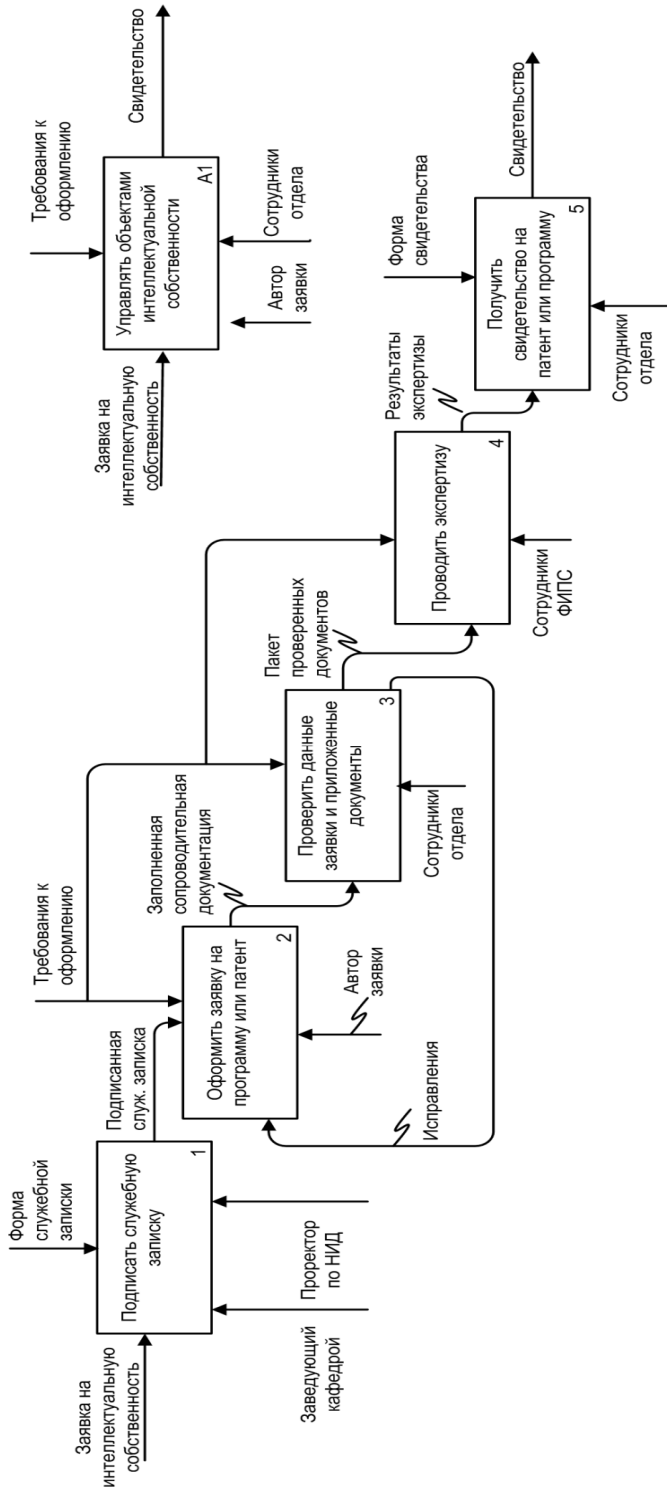 Заявка на
интеллектуальную
собственность
Требования к
оформлению
Управлять объектами
интеллектуальной
собственности
А1
Свидетельство
Автор
заявки
Сотрудники
отдела
Заявка на
интеллектуальную
собственность
Форма
служебной
записки
Подписать служебную
записку
1
Заведующий
кафедрой
Проректор
по НИД
Подписанная
служ. записка
Требования к
оформлению
Оформить заявку на
программу или патент
2
Автор
заявки
Исправления
Заполненная
сопроводительная
документация
Проверить данные
заявки и приложенные
документы
3
Сотрудники
отдела
Пакет
проверенных
документов
Проводить экспертизу
4
Сотрудники
ФИПС
Результаты
экспертизы
Форма
свидетельства
Получить
свидетельство на
патент или программу
5
Сотрудники
отдела
Свидетельство